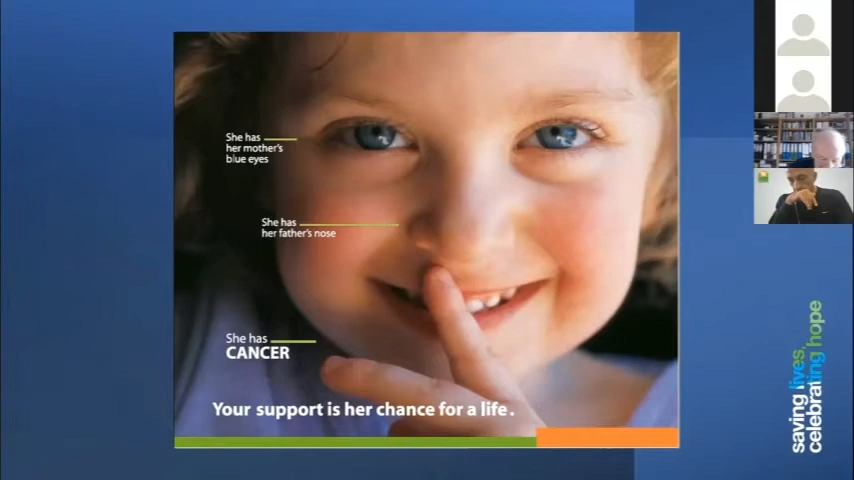 She has
her mother's
blue eyes
She has
her father's nose
She has
CANCER
Your support is her chance for a life.
saving lives,
celebrating hope